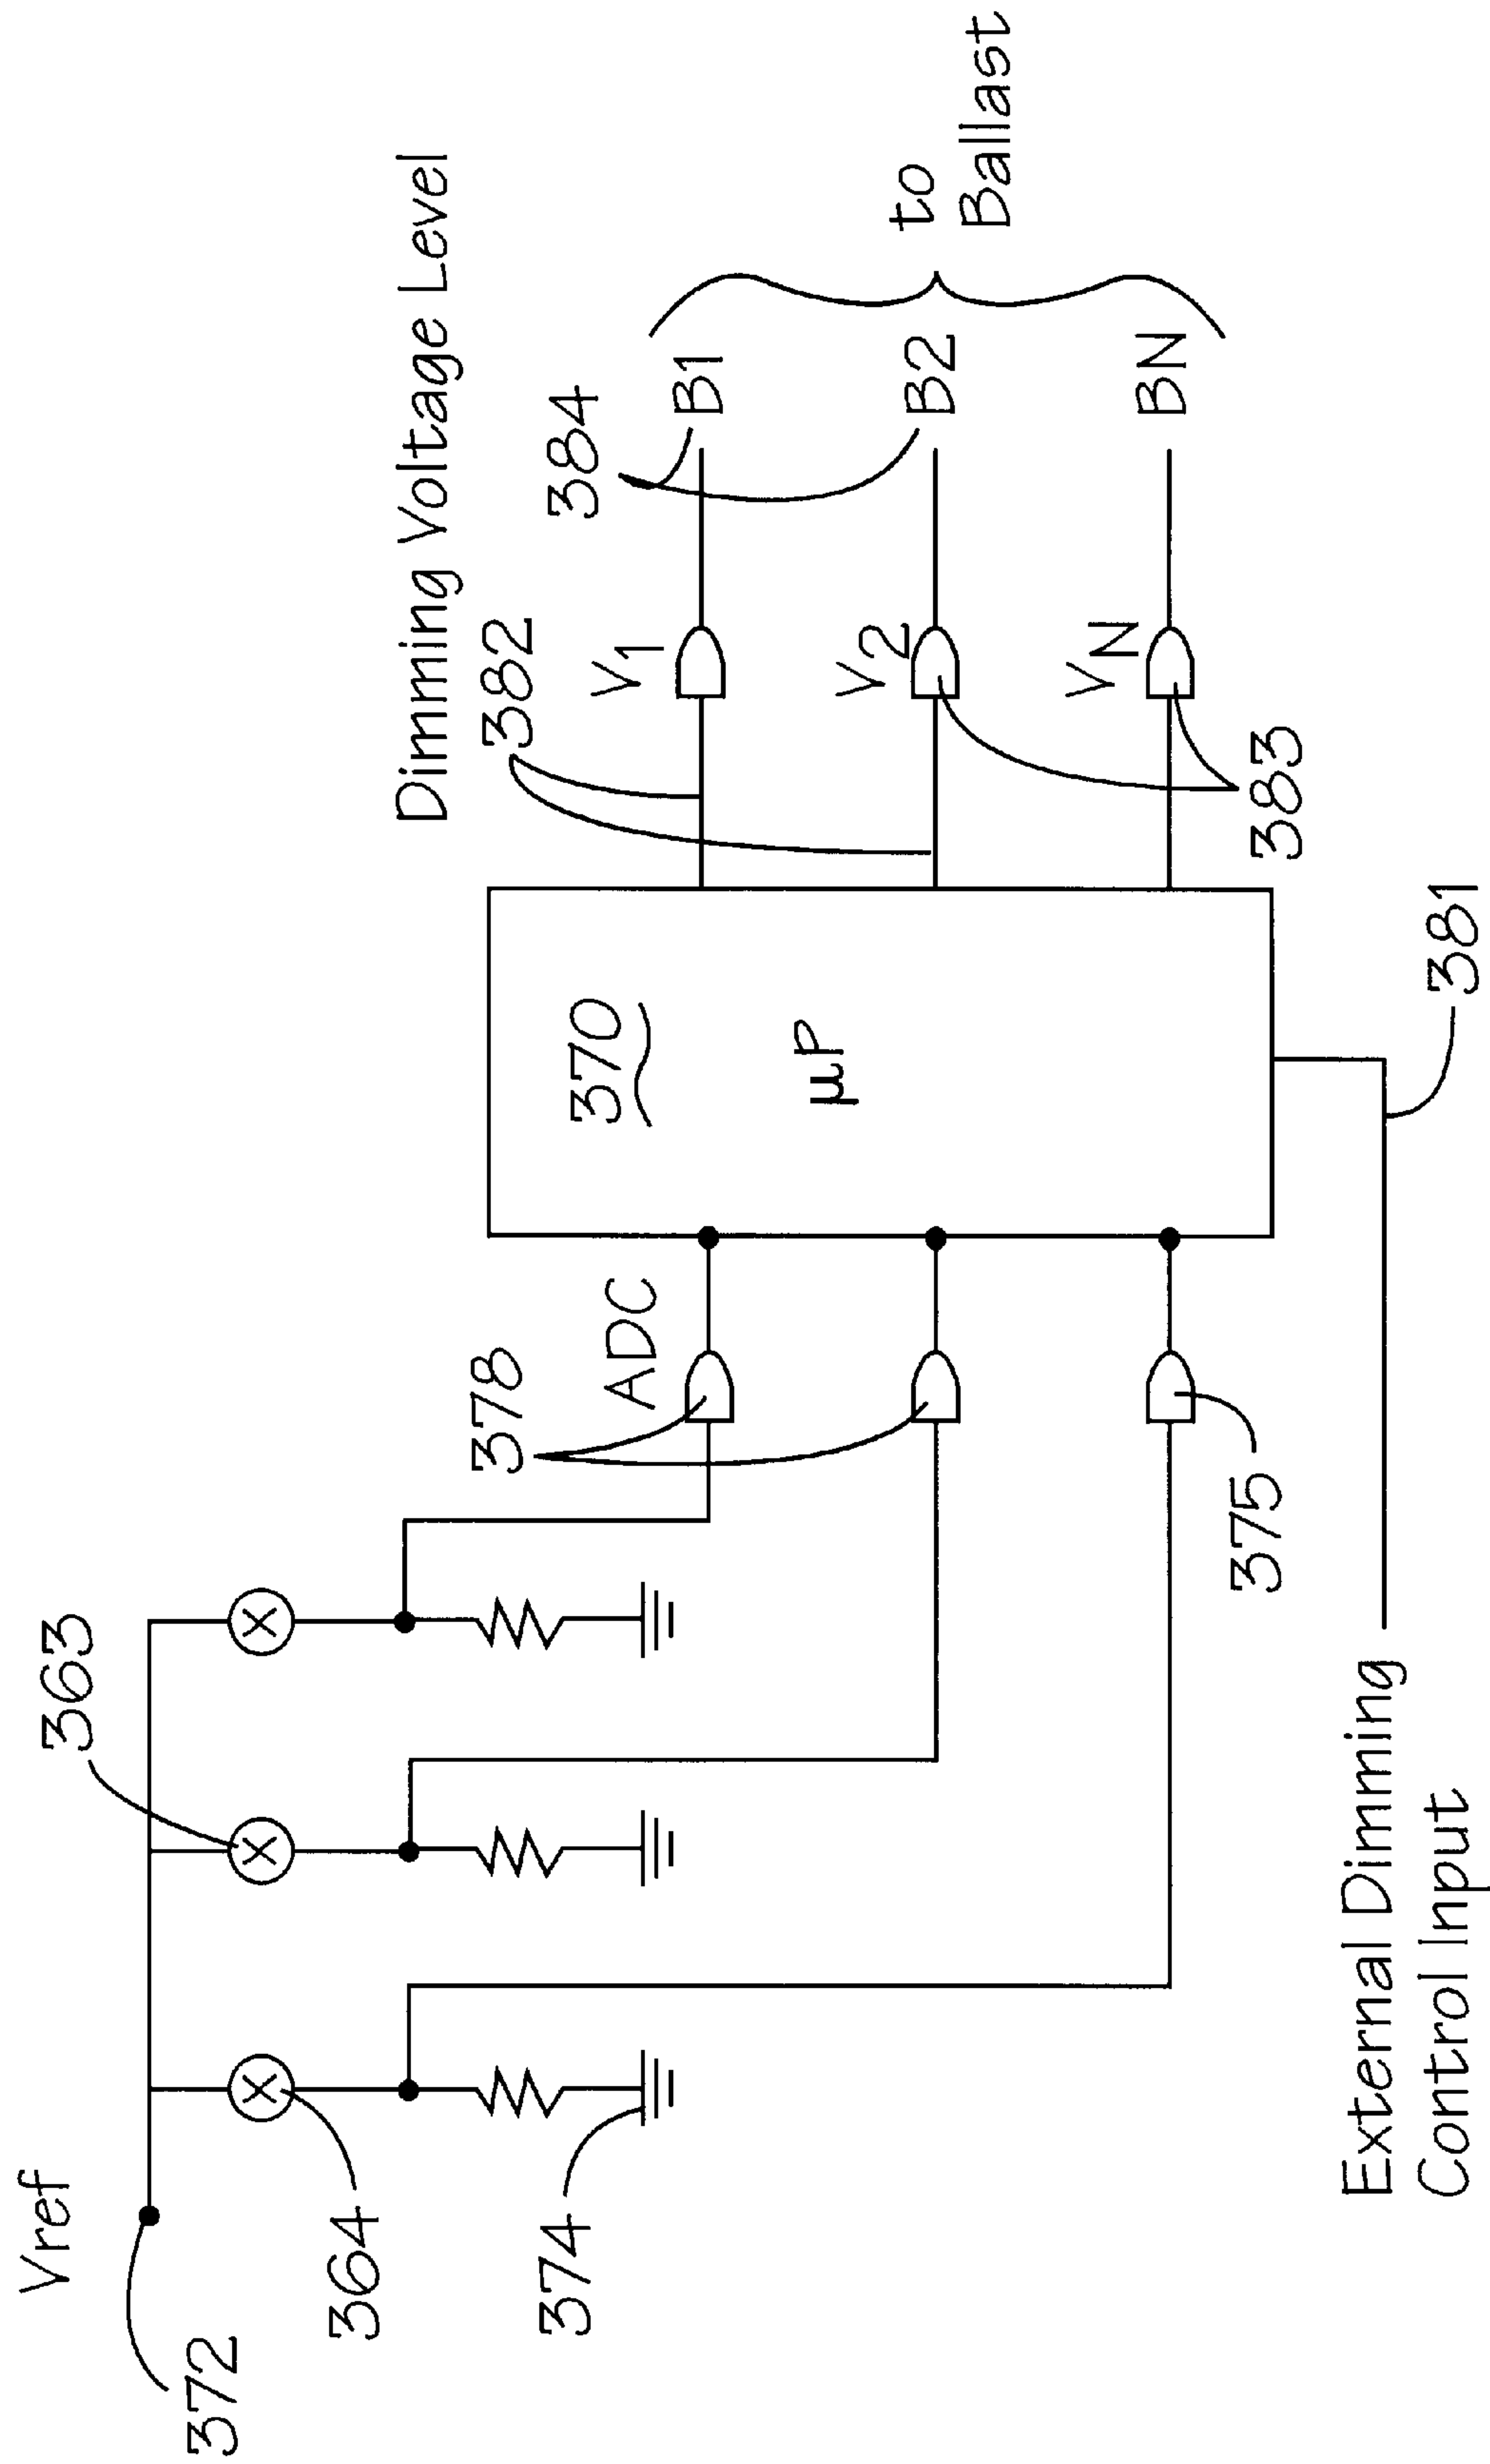 Vref
372
363
364
374
378
ADC
375
370
µP
External Dimming
Control Input
381
Dimming Voltage Level
382
384
V1
B1
V2
B2
VN
BN
383
to
Ballast